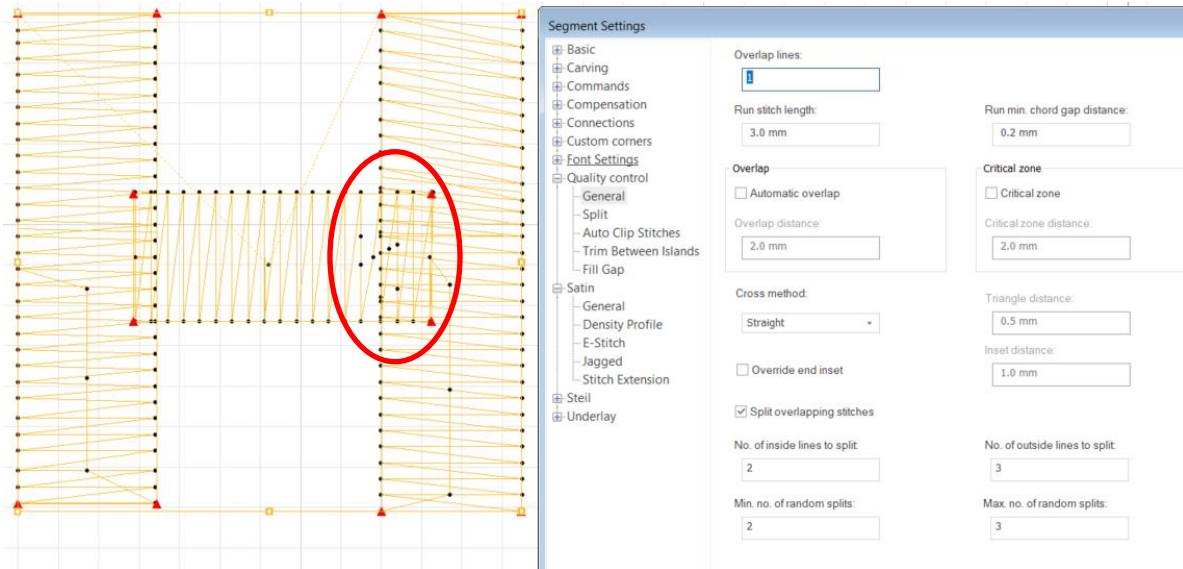 Segment Settings
Basic
Carving
Commands
Compensation
Connections
Custom corners
Font Settings
Quality control
General
Split
Auto Clip Stitches
Trim Between Islands
Fill Gap
Satin
General
Density Profile
E-Stitch
Jagged
Stitch Extension
Steil
Underlay
Overlap lines:
1
Run stitch length:
Run min. chord gap distance:
3.0 mm
0.2 mm
Overlap
Critical zone
Automatic overlap
Critical zone
Overlap distance:
Critical zone distance:
2.0 mm
2.0 mm
Cross method:
Triangle distance:
Straight
0.5 mm
Inset distance:
Override end inset
1.0 mm
Split overlapping stitches
No. of inside lines to split:
No. of outside lines to split:
2
3
Min. no. of random splits:
Max. no. of random splits:
2
3